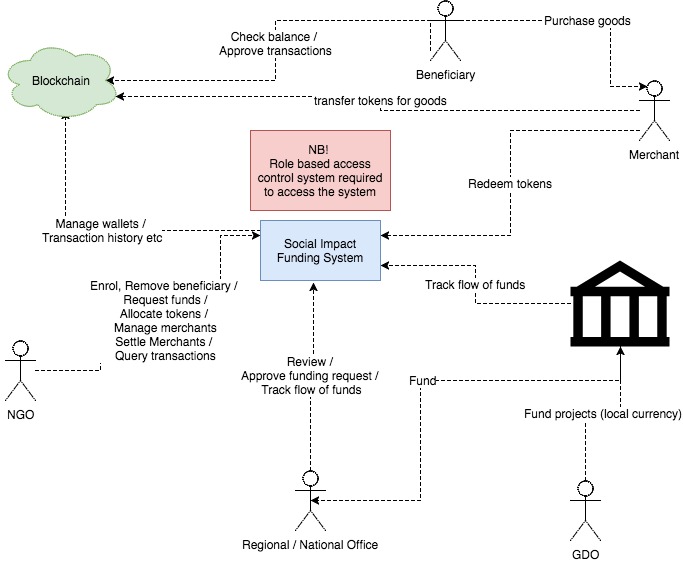 Check balance /
Approve transactions
Purchase goods
Beneficiary
Blockchain
transfer tokens for goods
Merchant
NB!
Role based access
control system required
to access the system
Redeem tokens
Manage wallets /
Transaction history etc
Social Impact
Funding System
Enrol, Remove beneficiary /
Request funds /
Allocate tokens /
Manage merchants
Settle Merchants /
Query transactions
Track flow of funds
NGO
Review /
Approve funding request /
Track flow of funds
Fund
Fund projects (local currency)
Regional / National Office
GDO